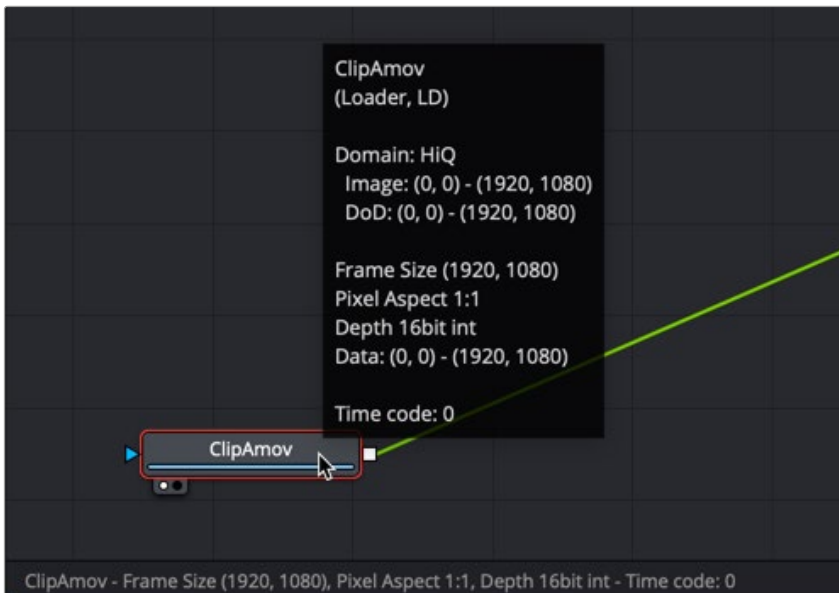 ClipAmov
(Loader, LD)
Domain: HiQ
Image: (0, 0) - (1920, 1080)
DoD: (0, 0) - (1920, 1080)
Frame Size (1920, 1080)
Pixel Aspect 1:1
Depth 16bit int
Data: (0, 0) - (1920, 1080)
Time code: 0
ClipAmov
ClipAmov - Frame Size (1920, 1080), Pixel Aspect 1:1, Depth 16bit int - Time code: 0